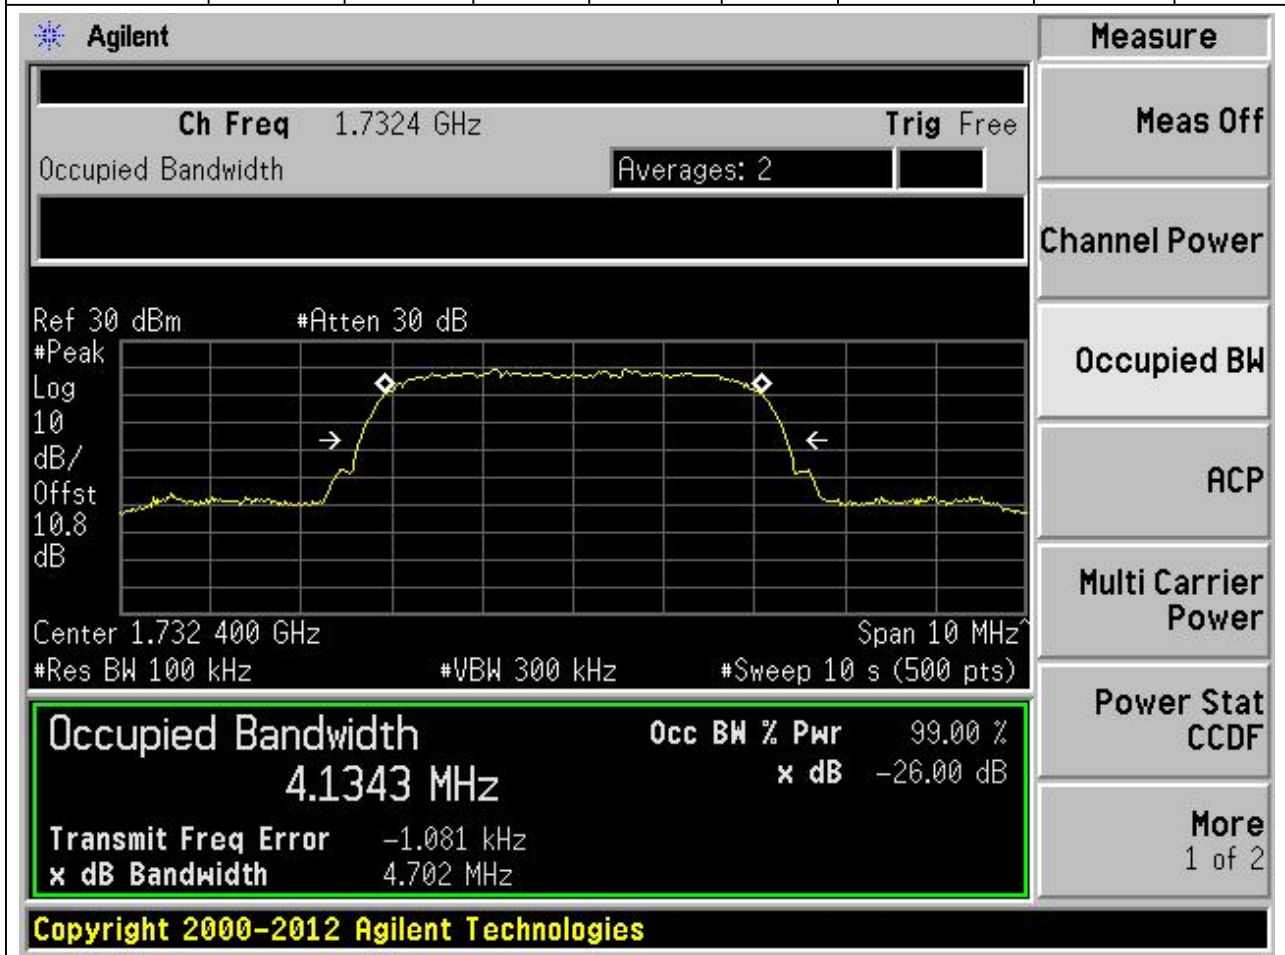 Agilent
Measure
Ch Freq 1.7324 GHz Trig Free
Occupied Bandwidth Averages: 2
Ref 30 dBm #Atten 30 dB
#Peak
Log
10
dB/
Offst
10.8
dB
Center 1.732 400 GHz Span 10 MHz^
#Res BW 100 kHz #VBW 300 kHz #Sweep 10 s (500 pts)
Occupied Bandwidth Occ BW % Pwr 99.00 %
4.1343 MHz x dB -26.00 dB
Transmit Freq Error -1.081 kHz
x dB Bandwidth 4.702 MHz
Copyright 2000-2012 Agilent Technologies
Meas Off
Channel Power
Occupied BW
ACP
Multi Carrier
Power
Power Stat
CCDF
More
1 of 2